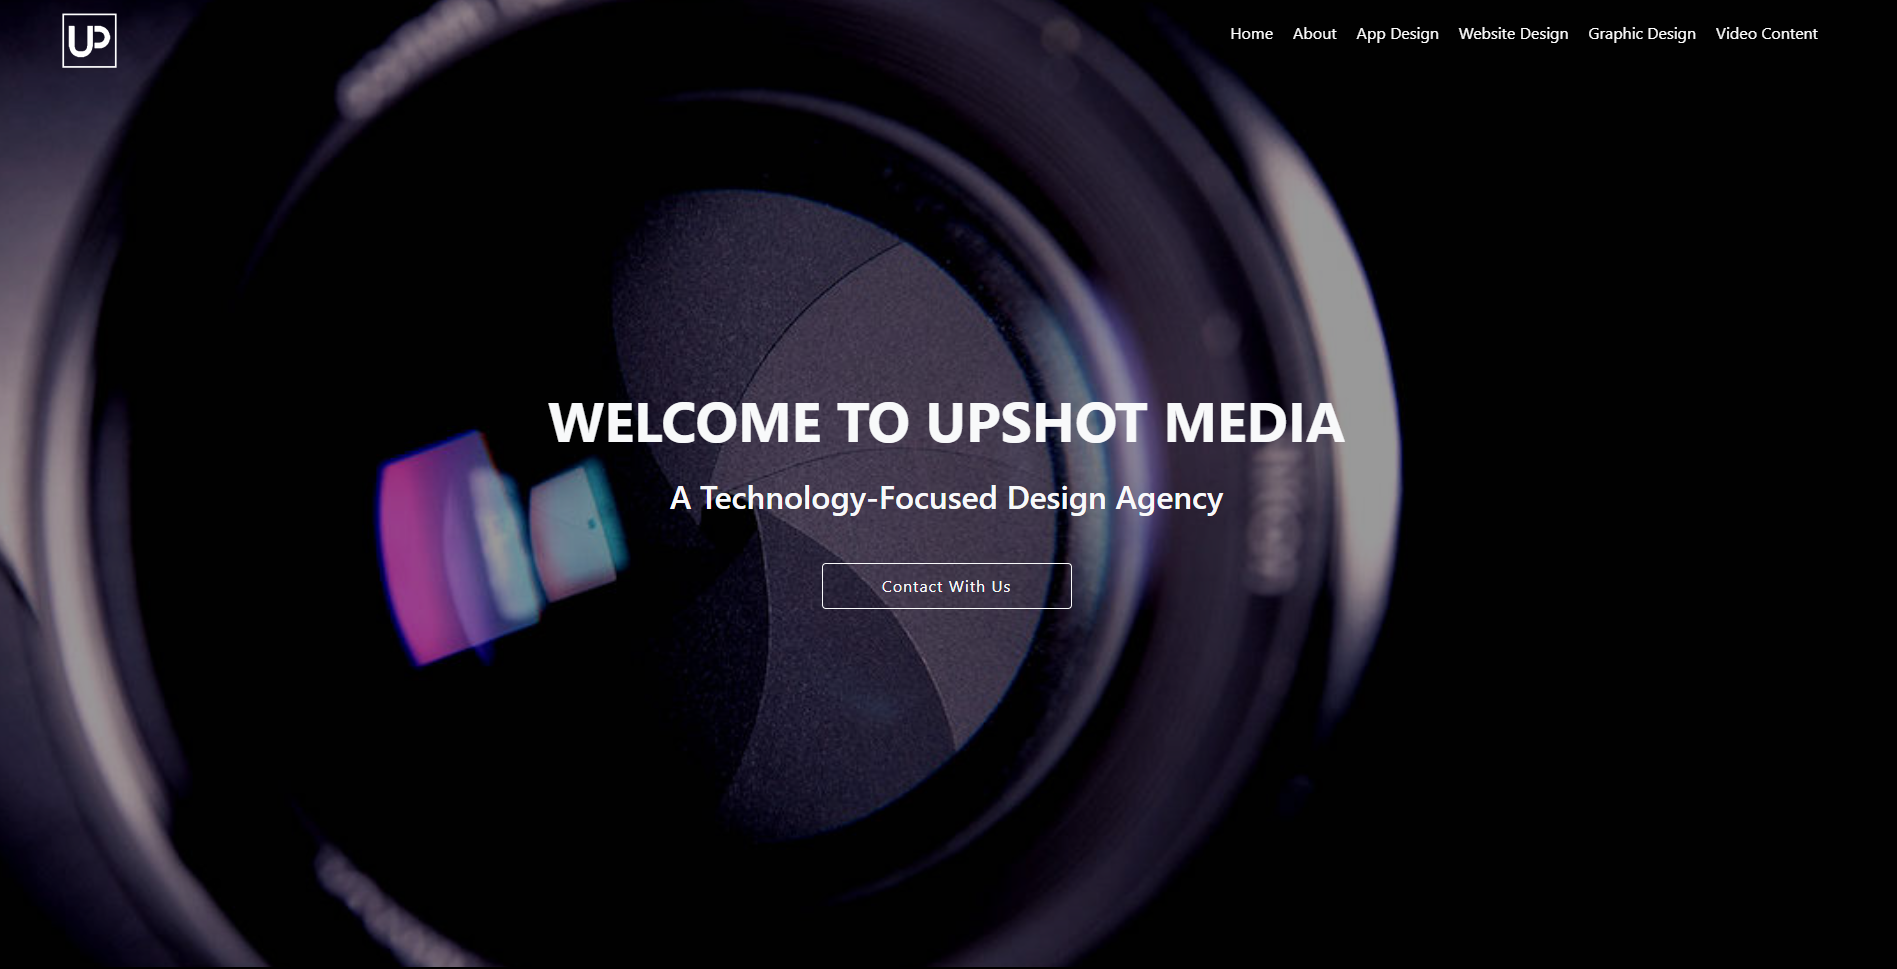 UP
Home About App Design Website Design Graphic Design Video Content
WELCOME TO UPSHOT MEDIA
A Technology-Focused Design Agency
Contact With Us